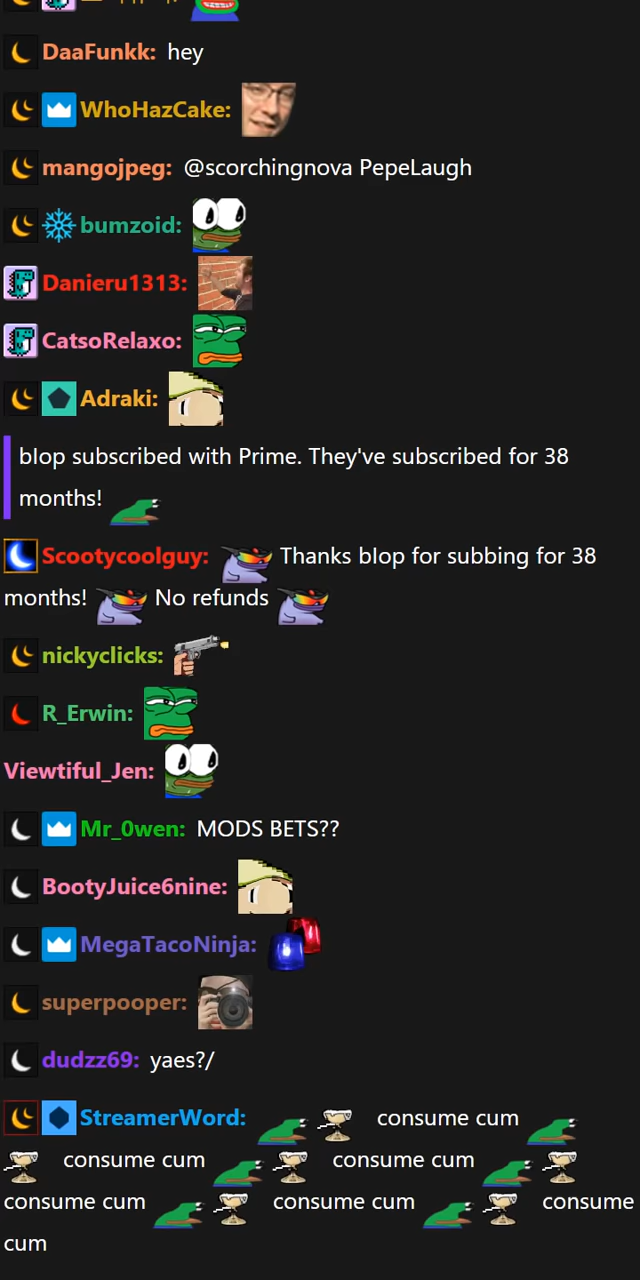 DaaFunkk: hey
WhoHazCake:
mangojpeg: @scorchingnova PepeLaugh
bumzoid:
Danieru1313:
CatsoRelaxo:
Adraki:
blop subscribed with Prime. They've subscribed for 38
months!
Scootycoolguy: Thanks blop for subbing for 38
months! No refunds
nickyclicks:
R_Erwin:
Viewtiful_Jen:
Mr_0wen: MODS BETS??
BootyJuice6nine:
MegaTacoNinja:
superpooper:
dudzz69: yaes?/
StreamerWord: consume cum
consume cum consume cum
consume cum consume cum consume
cum